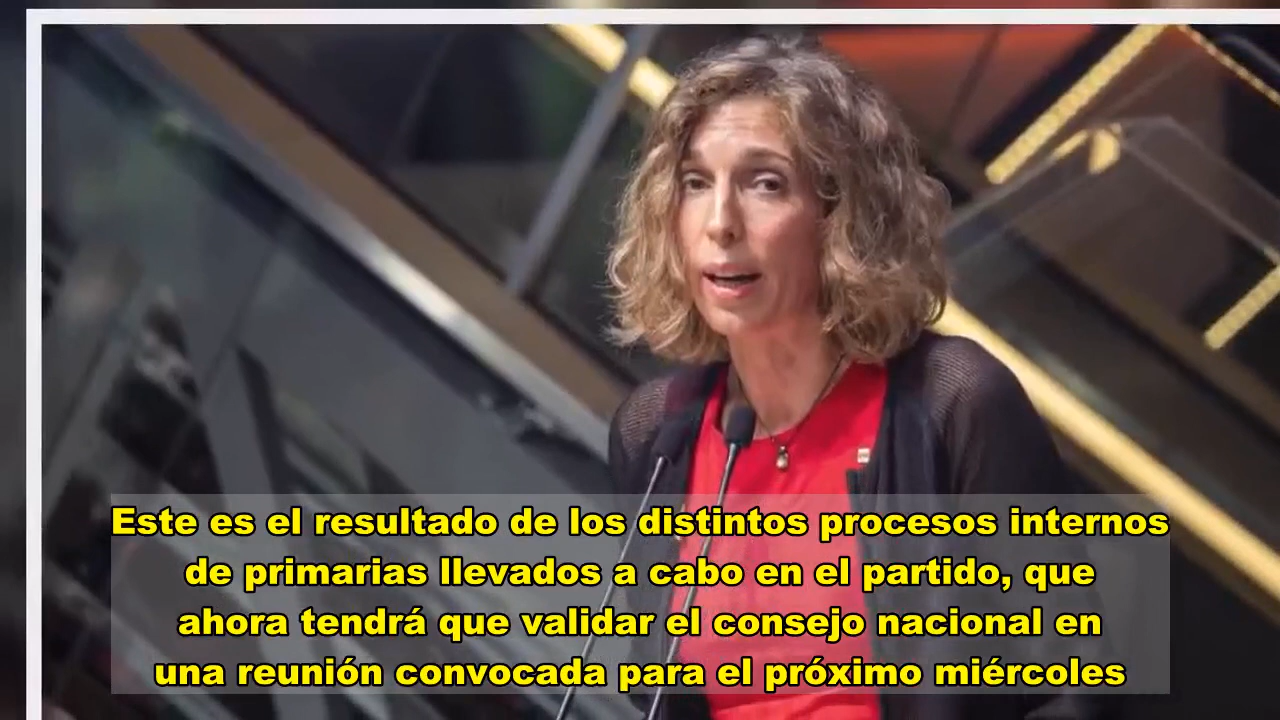 Este es el resultado de los distintos procesos internos
de primarias llevados a cabo en el partido, que
ahora tendrá que validar el consejo nacional en
una reunión convocada para el próximo miércoles